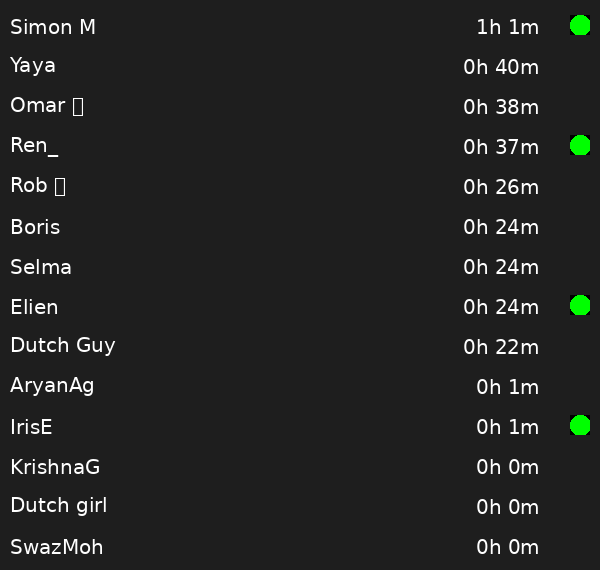 Simon M 1h 1m
Yaya 0h 40m
Omar 0h 38m
Ren_ 0h 37m
Rob 0h 26m
Boris 0h 24m
Selma 0h 24m
Elien 0h 24m
Dutch Guy 0h 22m
AryanAg 0h 1m
IrisE 0h 1m
KrishnaG 0h 0m
Dutch girl 0h 0m
SwazMoh 0h 0m